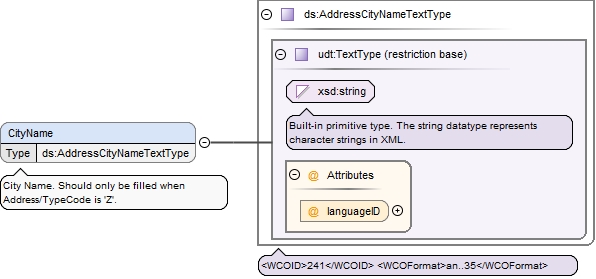 ds:AddressCityNameTextType
udt:TextType (restriction base)
xsd:string
Built-in primitive type. The string datatype represents
character strings in XML.
CityName
Type ds:AddressCityNameTextType
City Name. Should only be filled when
Address/TypeCode is 'Z'.
@ Attributes
@ languageID
<WCOID>241</WCOID> <WCOFormat>an..35</WCOFormat>